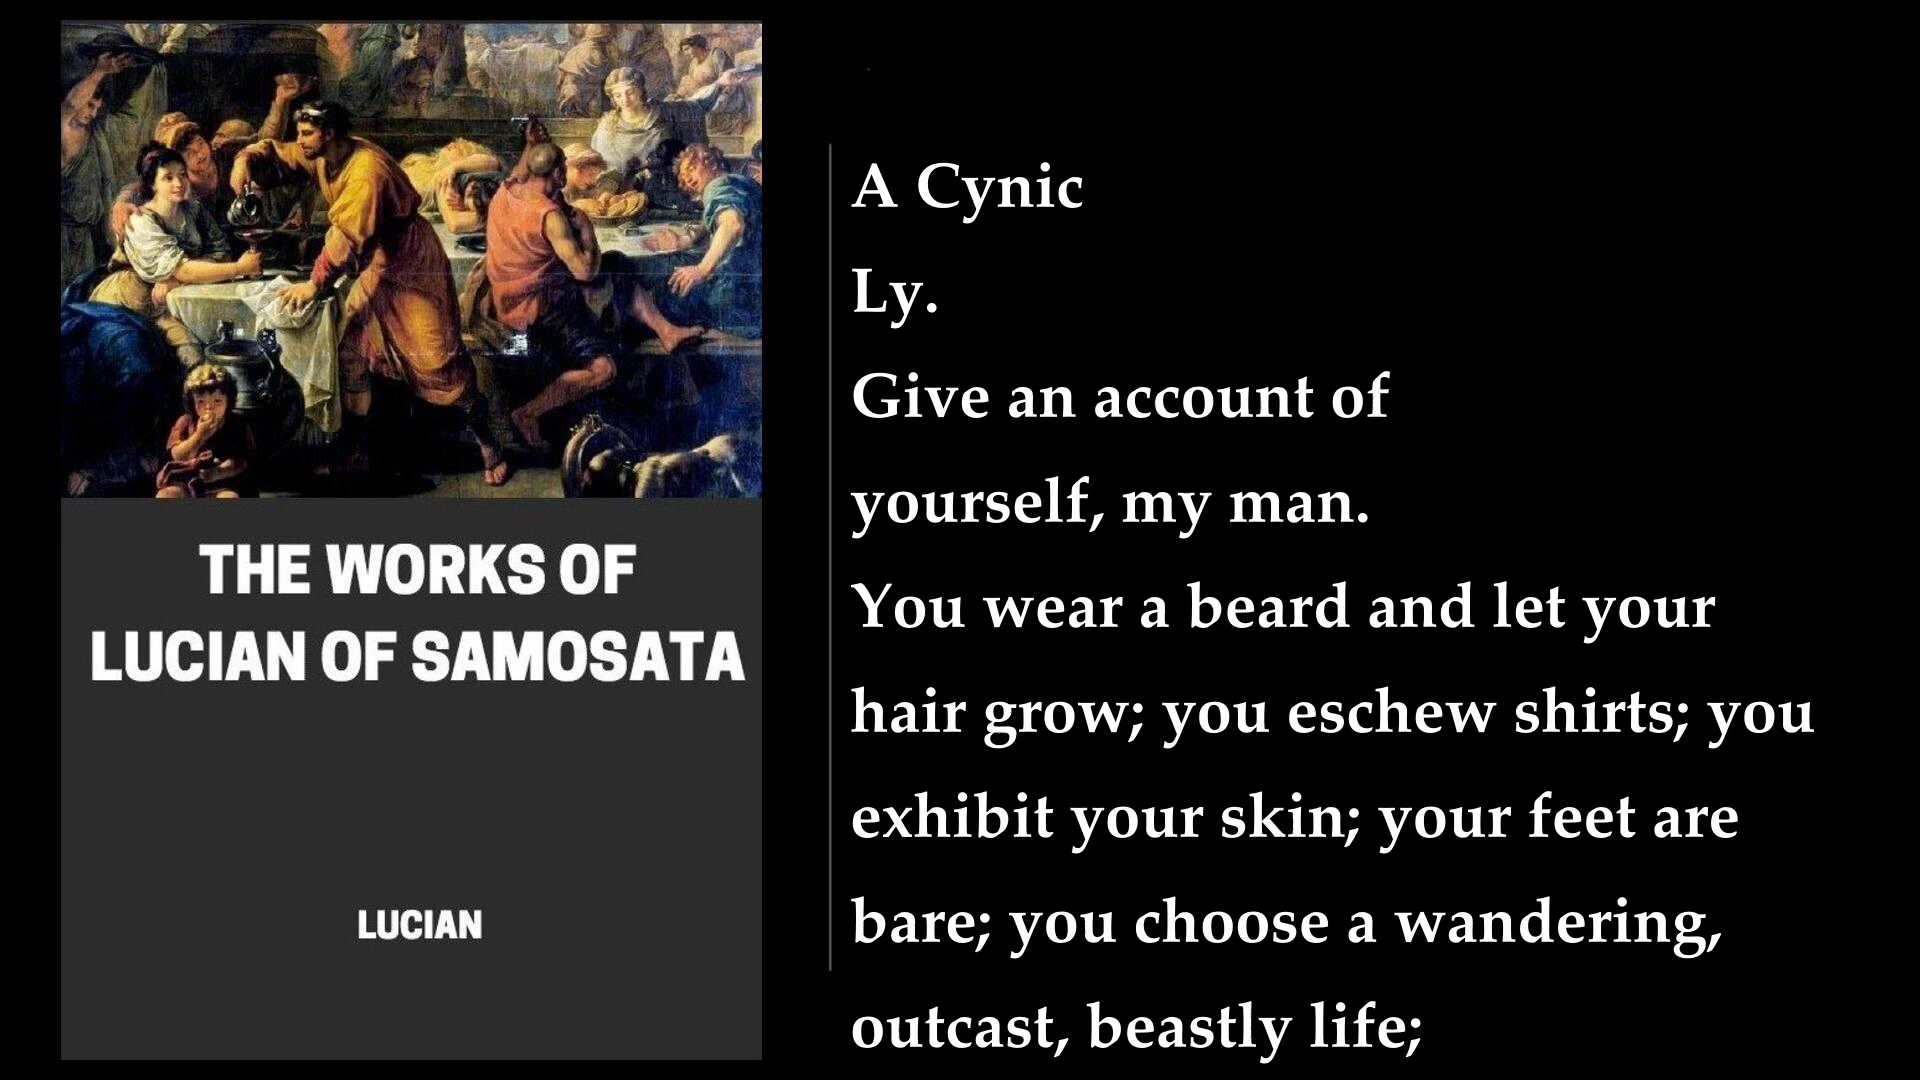 THE WORKS OF
LUCIAN OF SAMOSATA
LUCIAN
A Cynic
Ly.
Give an account of
yourself, my man.
You wear a beard and let your
hair grow; you eschew shirts; you
exhibit your skin; your feet are
bare; you choose a wandering,
outcast, beastly life;